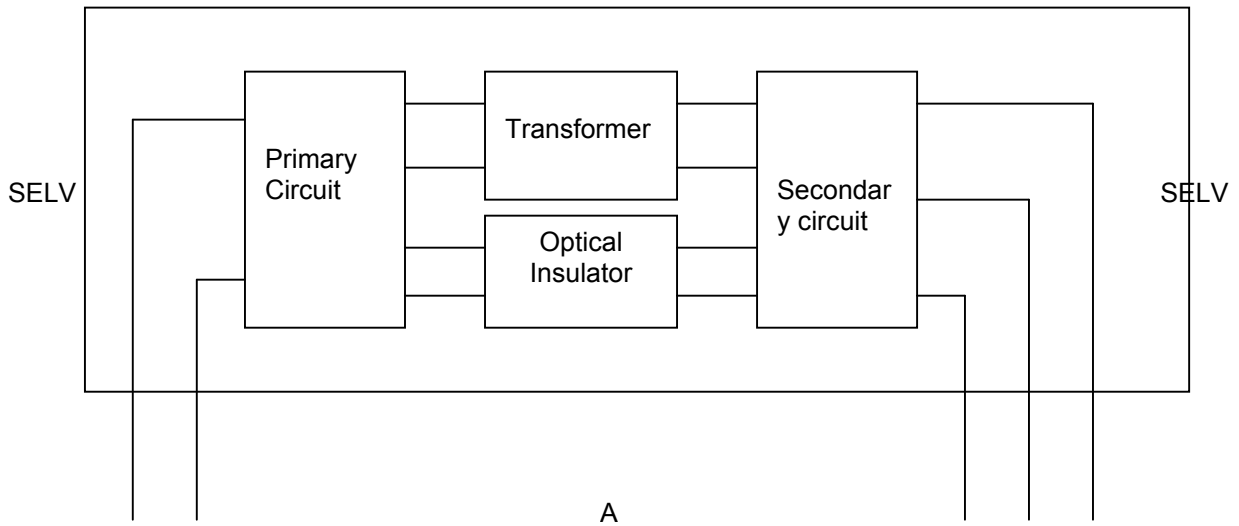 Transformer
Primary
Circuit
SELV
Secondar
y circuit
SELV
Optical
Insulator
A